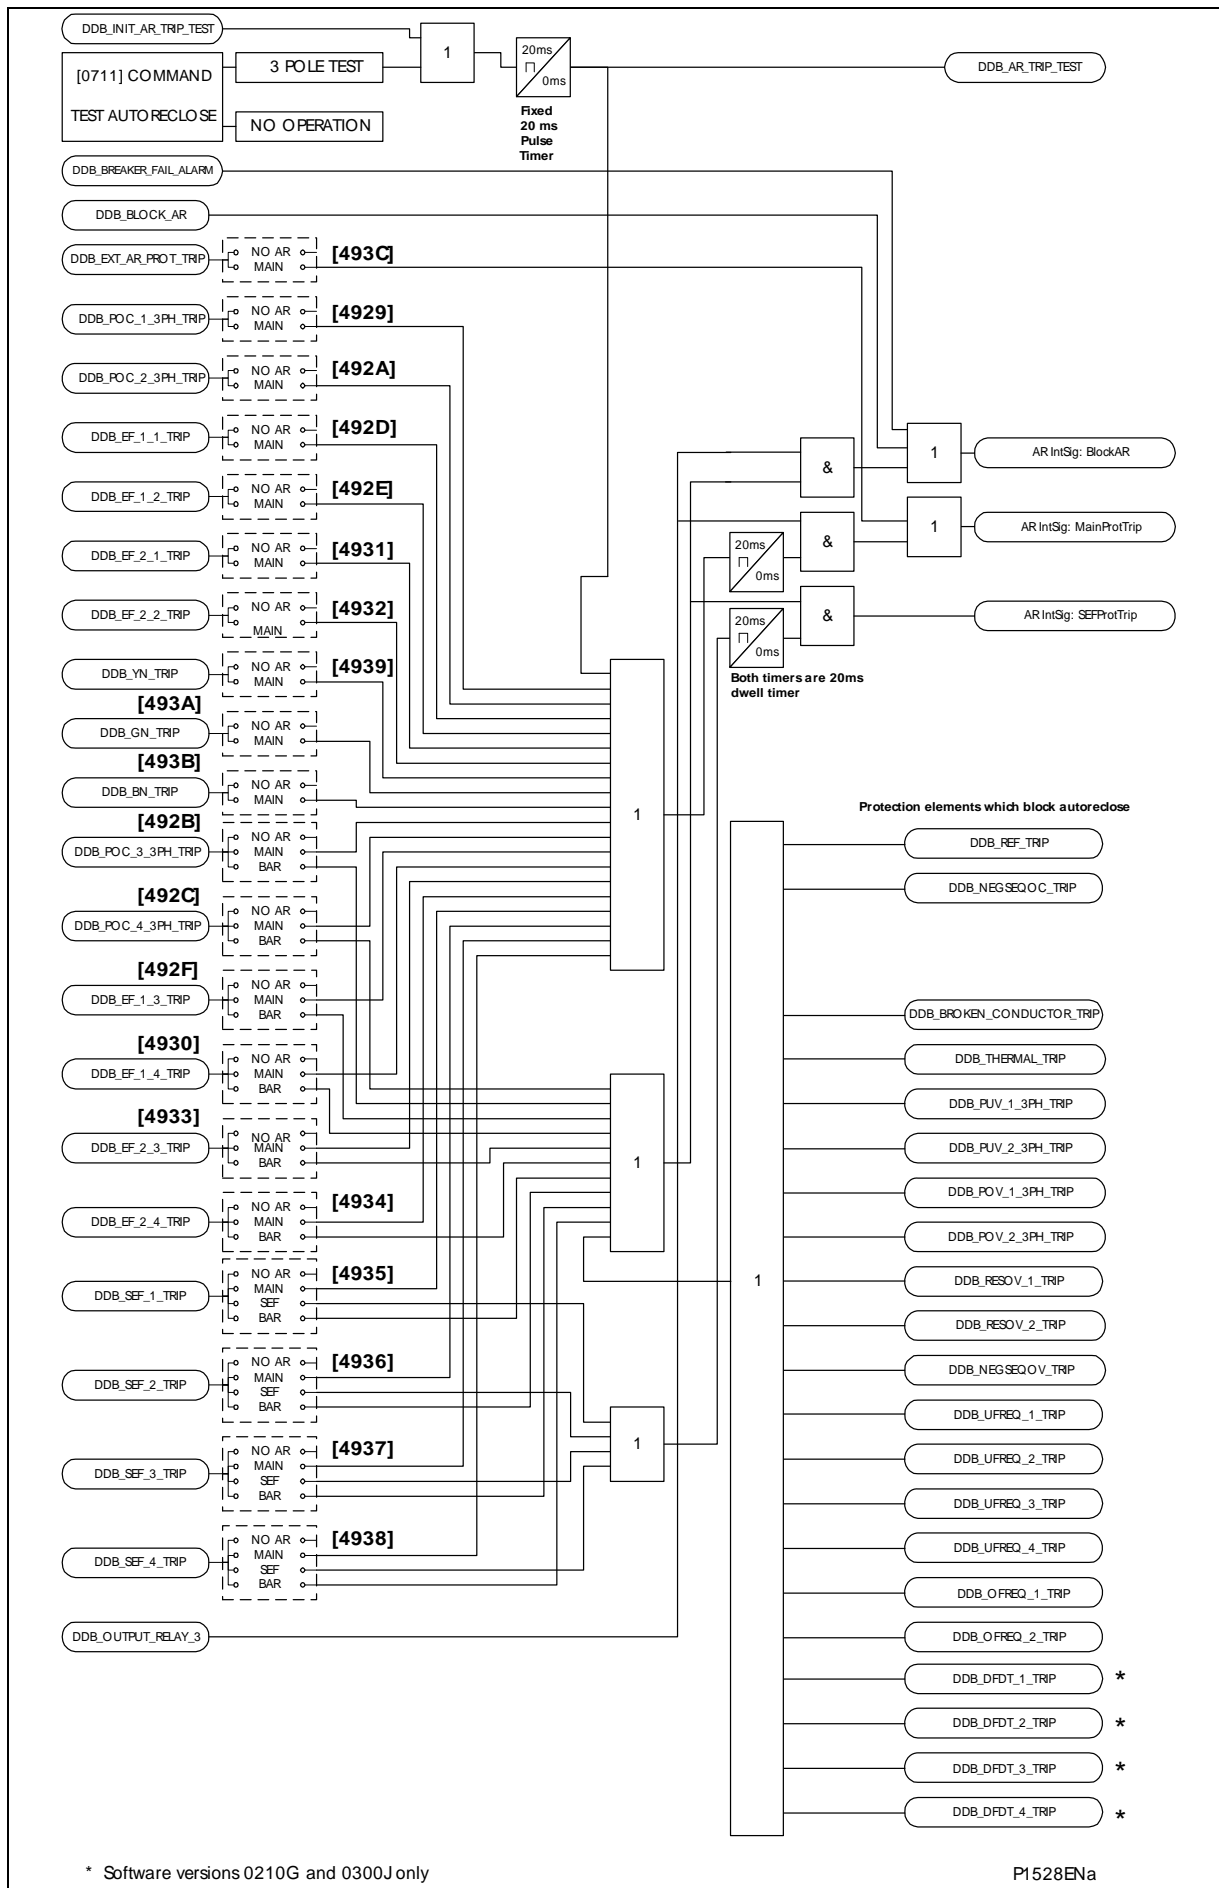 DDB_INIT_AR_TRIP_TEST
[0711] COMMAND
TEST AUTORECLOSE
3 POLE TEST
NO OPERATION
1
20ms
0ms
Fixed
20 ms
Pulse
Timer
DDB_AR_TRIP_TEST
DDB_BREAKER_FAIL_ALARM
DDB_BLOCK_AR
DDB_EXT_AR_PROT_TRIP
NO AR
MAIN
[493C]
DDB_POC_1_3PH_TRIP
NO AR
MAIN
[4929]
DDB_POC_2_3PH_TRIP
NO AR
MAIN
[492A]
DDB_EF_1_1_TRIP
NO AR
MAIN
[492D]
DDB_EF_1_2_TRIP
NO AR
MAIN
[492E]
DDB_EF_2_1_TRIP
NO AR
MAIN
[4931]
DDB_EF_2_2_TRIP
NO AR
MAIN
[4932]
DDB_YN_TRIP
NO AR
MAIN
[4939]
[493A]
DDB_GN_TRIP
NO AR
MAIN
[493B]
DDB_BN_TRIP
NO AR
MAIN
[492B]
DDB_POC_3_3PH_TRIP
NO AR
MAIN
BAR
[492C]
DDB_POC_4_3PH_TRIP
NO AR
MAIN
BAR
[492F]
DDB_EF_1_3_TRIP
NO AR
MAIN
BAR
[4930]
DDB_EF_1_4_TRIP
NO AR
MAIN
BAR
[4933]
DDB_EF_2_3_TRIP
NO AR
MAIN
BAR
DDB_EF_2_4_TRIP
NO AR
MAIN
BAR
[4934]
DDB_SEF_1_TRIP
NO AR
MAIN
SEF
BAR
[4935]
DDB_SEF_2_TRIP
NO AR
MAIN
SEF
BAR
[4936]
DDB_SEF_3_TRIP
NO AR
MAIN
SEF
BAR
[4937]
DDB_SEF_4_TRIP
NO AR
MAIN
SEF
BAR
[4938]
DDB_OUTPUT_RELAY_3
1
1
1
&
1
AR IntSig: BlockAR
20ms
0ms
&
1
AR IntSig: MainProtTrip
20ms
0ms
&
AR IntSig: SEFProtTrip
Both timers are 20ms
dwell timer
Protection elements which block autoreclose
1
DDB_REF_TRIP
DDB_NEGSEQOC_TRIP
DDB_BROKEN_CONDUCTOR_TRIP
DDB_THERMAL_TRIP
DDB_PUV_1_3PH_TRIP
DDB_PUV_2_3PH_TRIP
DDB_POV_1_3PH_TRIP
DDB_POV_2_3PH_TRIP
DDB_RESOV_1_TRIP
DDB_RESOV_2_TRIP
DDB_NEGSEQOV_TRIP
DDB_UFREQ_1_TRIP
DDB_UFREQ_2_TRIP
DDB_UFREQ_3_TRIP
DDB_UFREQ_4_TRIP
DDB_OFREQ_1_TRIP
DDB_OFREQ_2_TRIP
DDB_DFDT_1_TRIP *
DDB_DFDT_2_TRIP *
DDB_DFDT_3_TRIP *
DDB_DFDT_4_TRIP *
* Software versions 0210G and 0300J only
P1528ENa